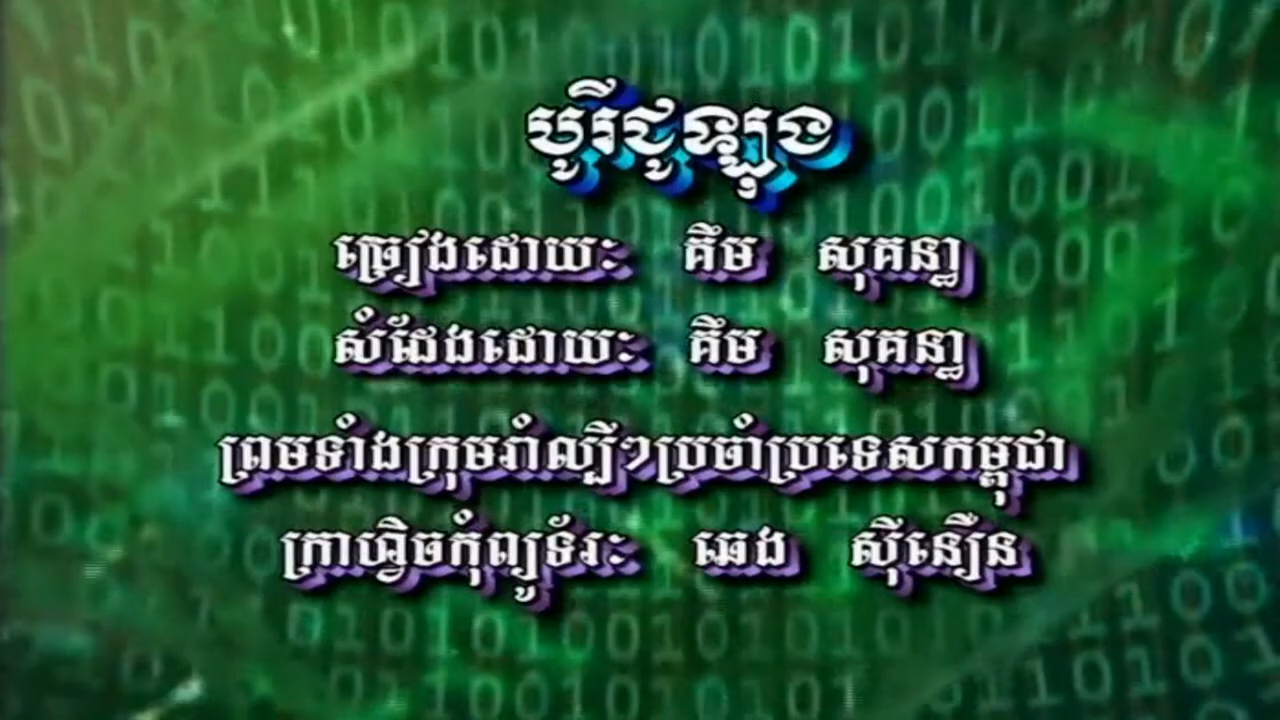 បូរីជូឡុង
ច្រៀងដោយ: គឹម សុគនា្ធ
សំដែងដោយ: គឹម សុគនា្ធ
ព្រមទាំងក្រុមរាំល្បីៗប្រចាំប្រទេសកម្ពុជា
ក្រាហ្វិចកុំព្យូទ័រ: ឆេង ស៊ីនឿន